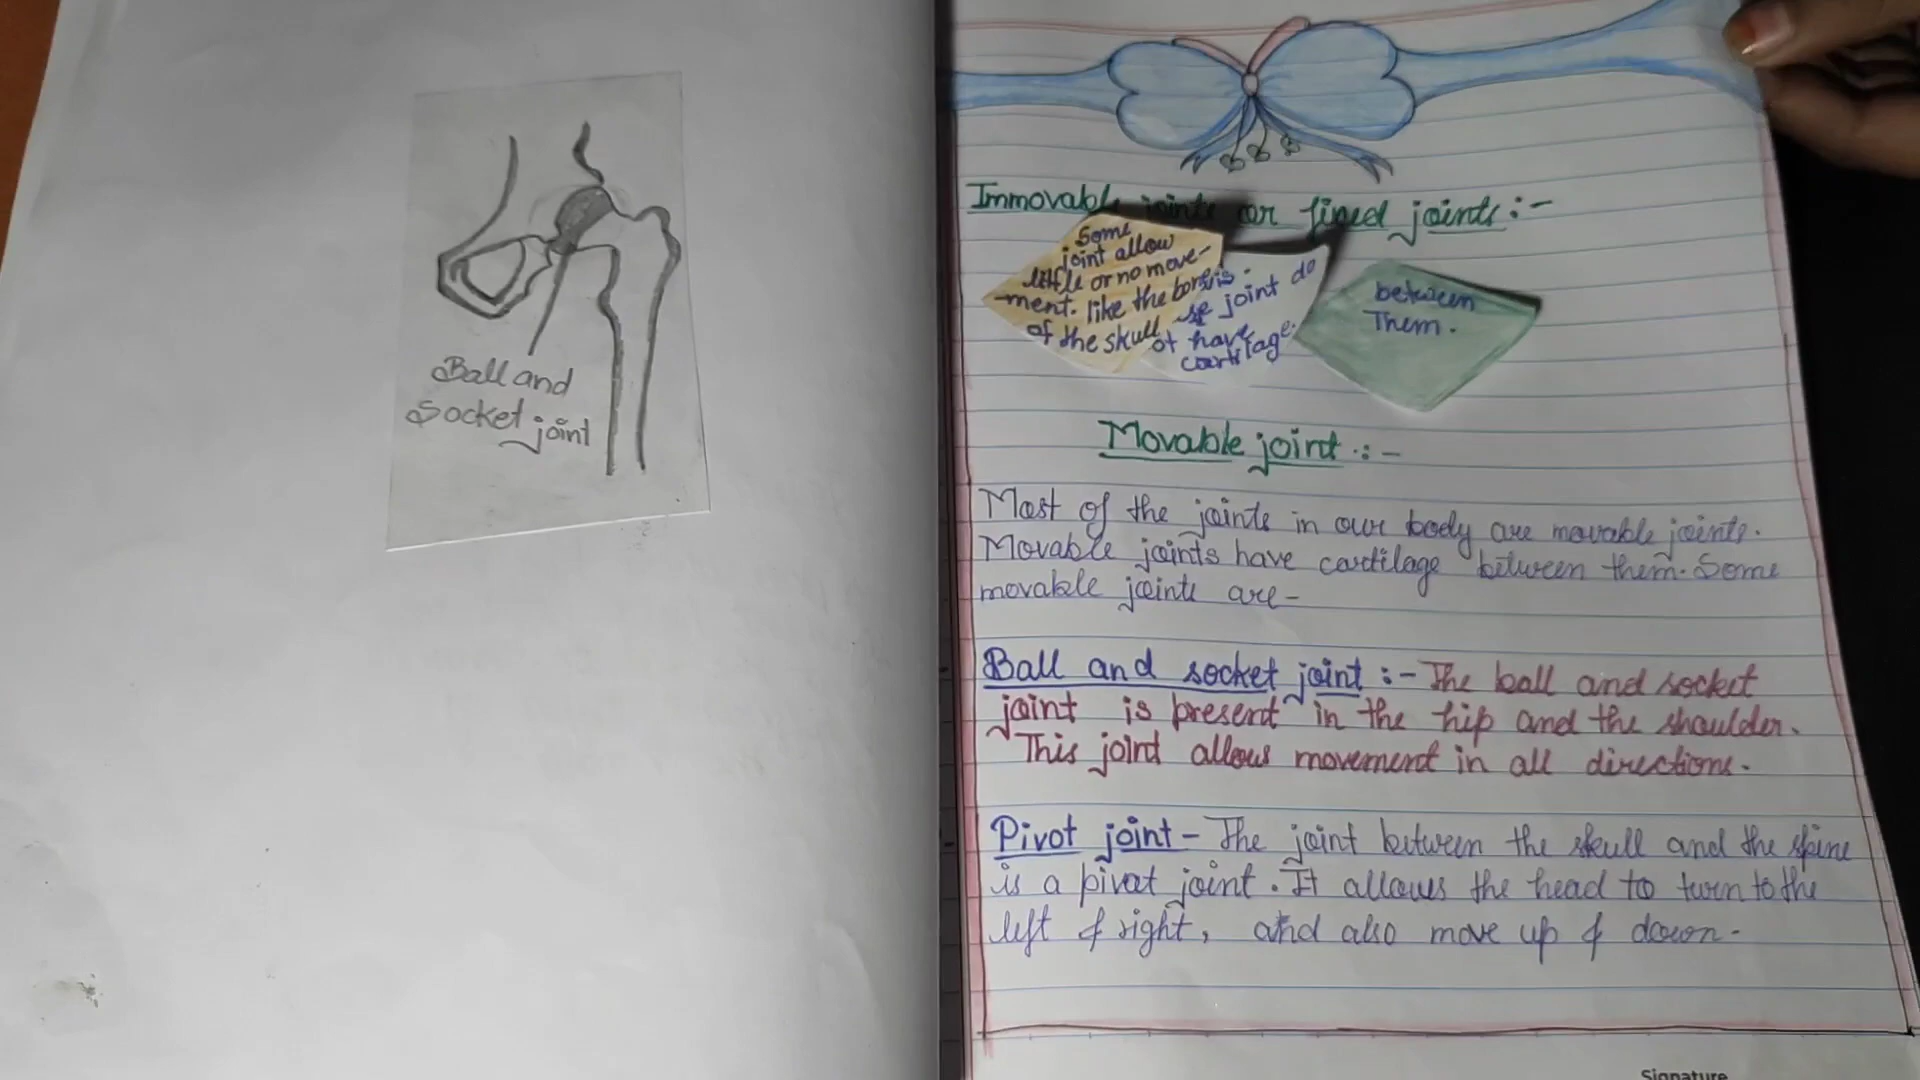 Ball and
Socket joint
Immovable joints or fixed joints:-
Some
joint allow
little or no move-
ment. like the bones
of the skull
joint do
ot have
cartilage.
between
Them.
Movable joint :-
Most of the joints in our body are movable joints.
Movable joints have cartilage between them. Some
movable joints are-
Ball and socket joint :- The ball and socket
joint is present in the hip and the shoulder.
This joint allows movement in all directions.
Pivot joint - The joint between the skull and the spine
is a pivot joint. It allows the head to turn to the
left & right, and also move up & down.
Signature